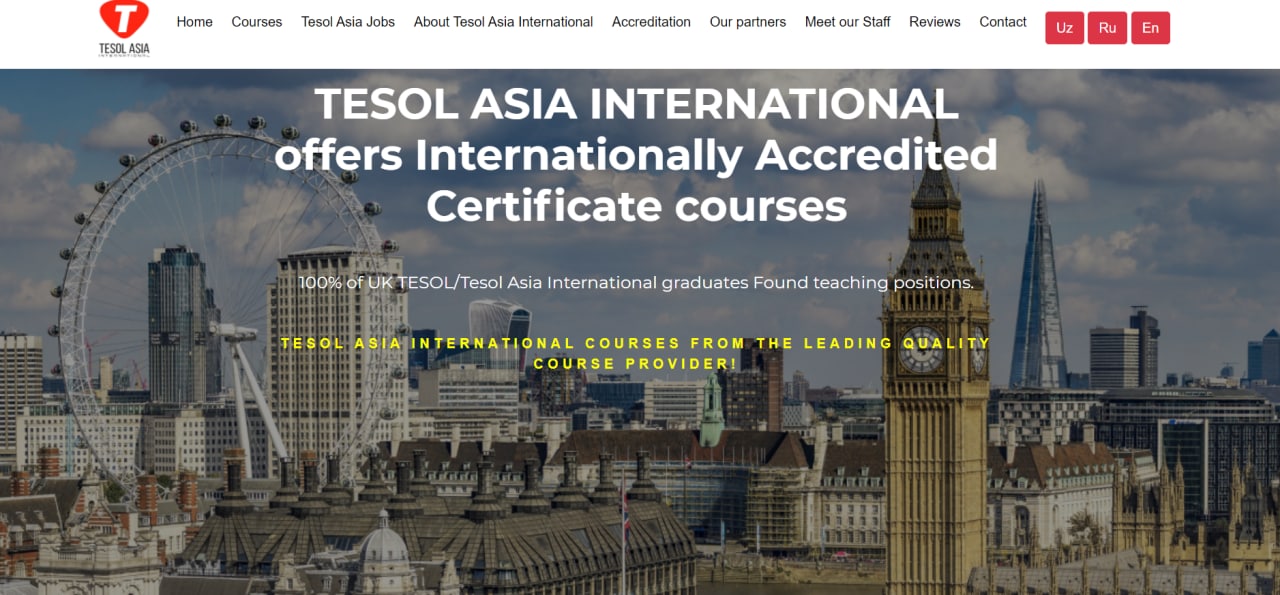 T
TESOL ASIA
INTERNATIONAL
Home Courses Tesol Asia Jobs About Tesol Asia International Accreditation Our partners Meet our Staff Reviews Contact Uz Ru En
TESOL ASIA INTERNATIONAL
offers Internationally Accredited
Certificate courses
100% of UK TESOL/Tesol Asia International graduates Found teaching positions.
TESOL ASIA INTERNATIONAL COURSES FROM THE LEADING QUALITY
COURSE PROVIDER!